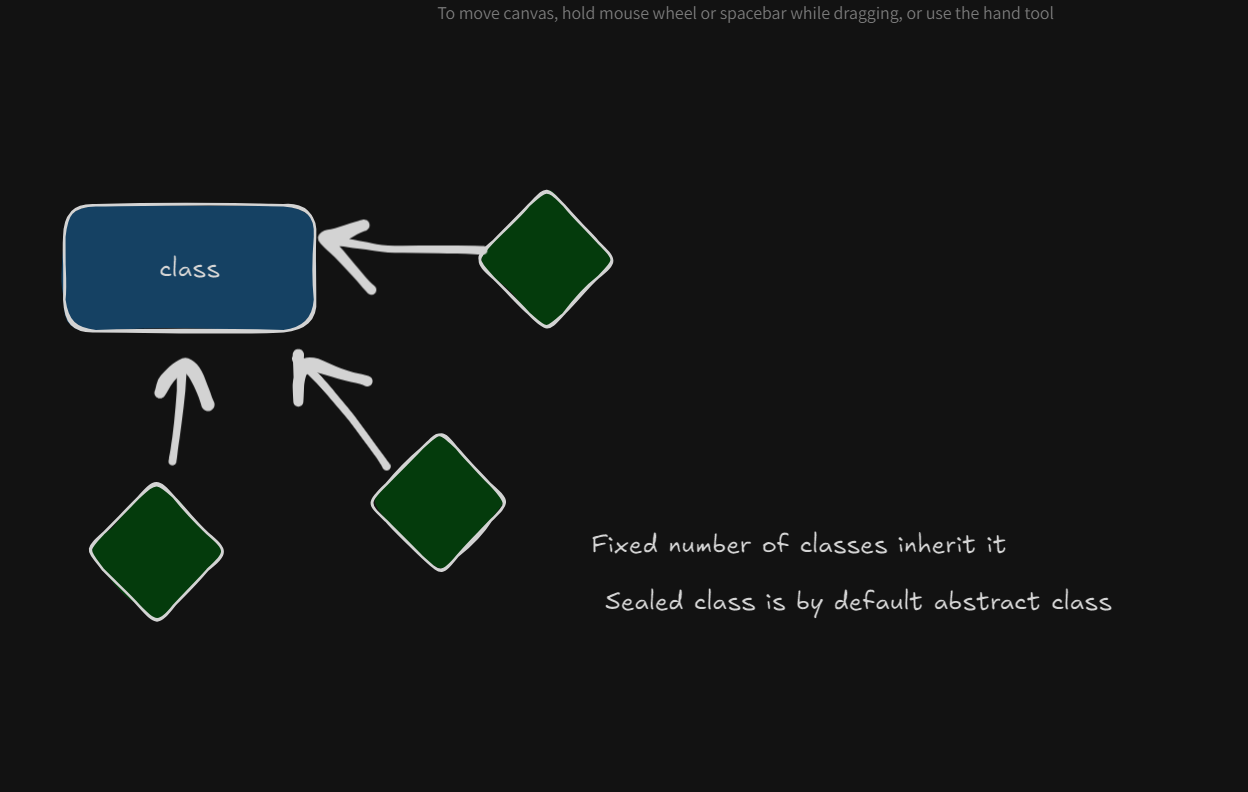 To move canvas, hold mouse wheel or spacebar while dragging, or use the hand tool
class
Fixed number of classes inherit it
Sealed class is by default abstract class